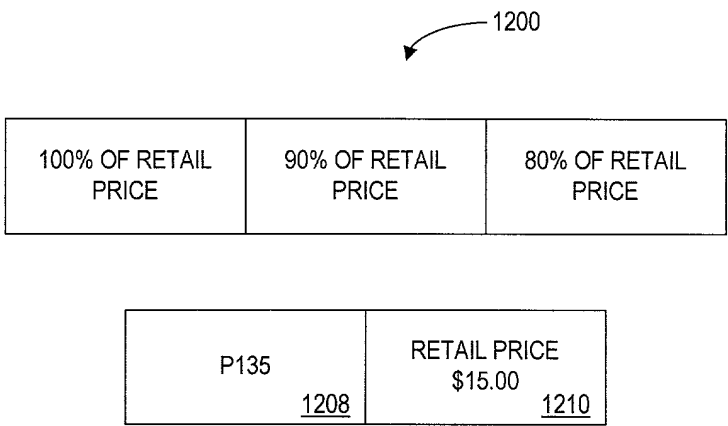 1200
100% OF RETAIL
PRICE
90% OF RETAIL
PRICE
80% OF RETAIL
PRICE
P135
1208
RETAIL PRICE
$15.00
1210